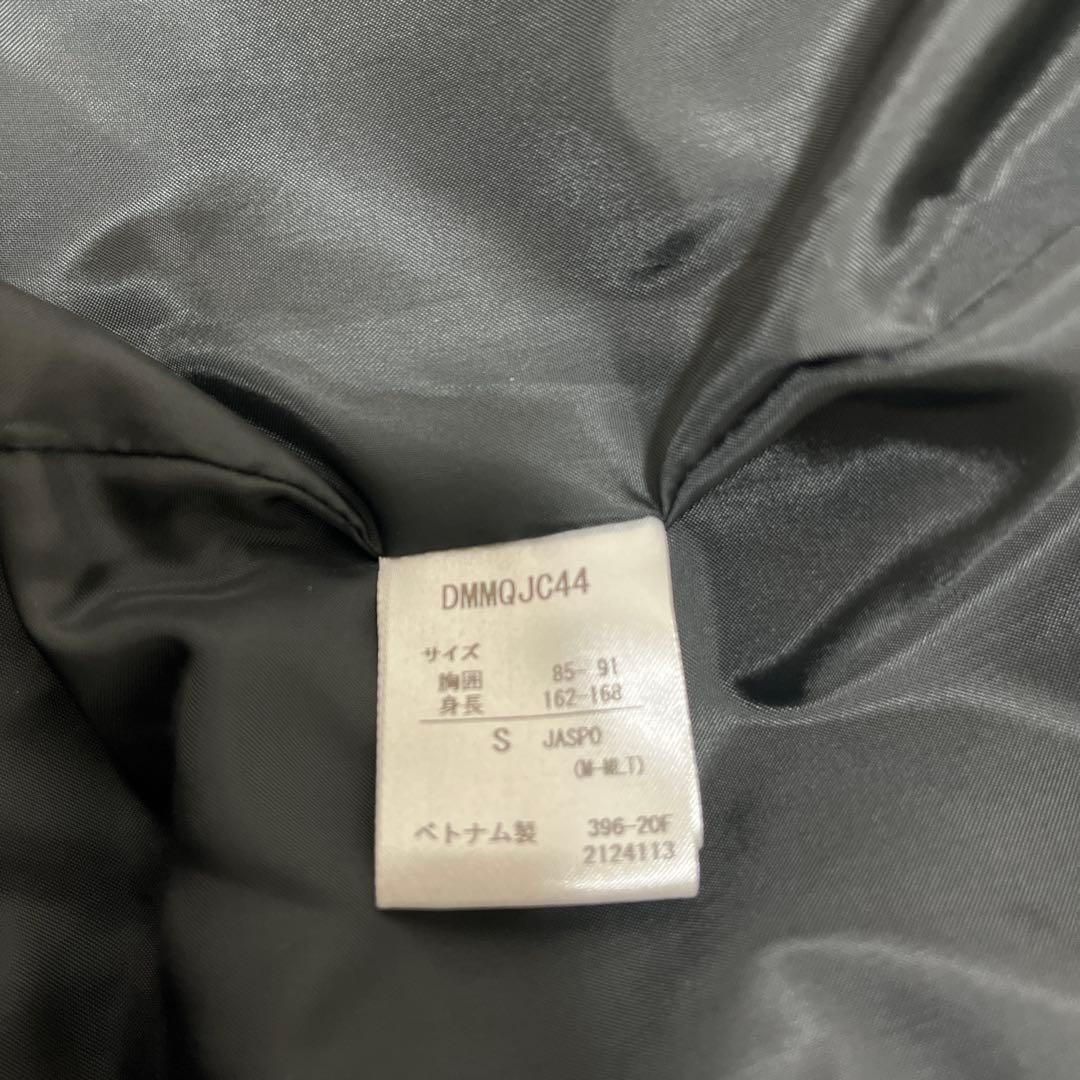 DMMQJC44
サイズ
胸囲 85- 91
身長 162-168
S JASPO
(M-MLT)
ベトナム製 396-20F
2124113